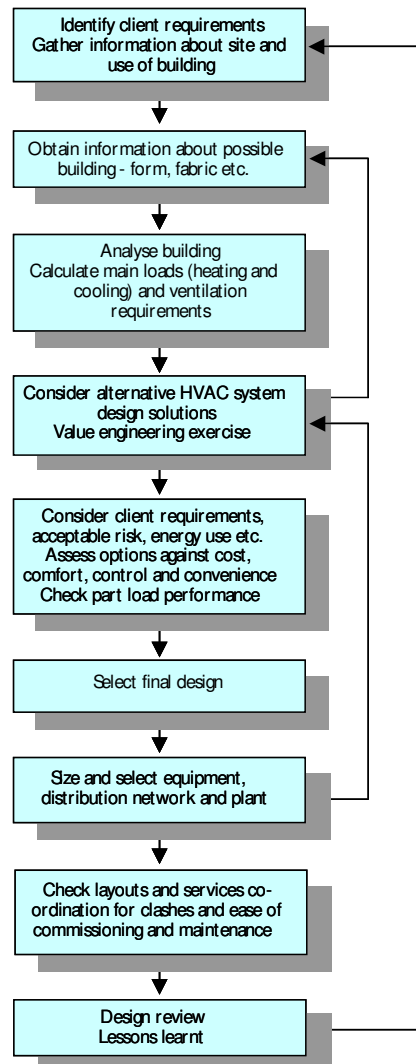 Identify client requirements
Gather information about site and
use of building
Obtain information about possible
building - form, fabric etc.
Analyse building
Calculate main loads (heating and
cooling) and ventilation
requirements
Consider alternative HVAC system
design solutions
Value engineering exercise
Consider client requirements,
acceptable risk, energy use etc.
Assess options against cost,
comfort, control and convenience
Check part load performance
Select final design
Size and select equipment,
distribution network and plant
Check layouts and services co-
ordination for clashes and ease of
commissioning and maintenance
Design review
Lessons learnt